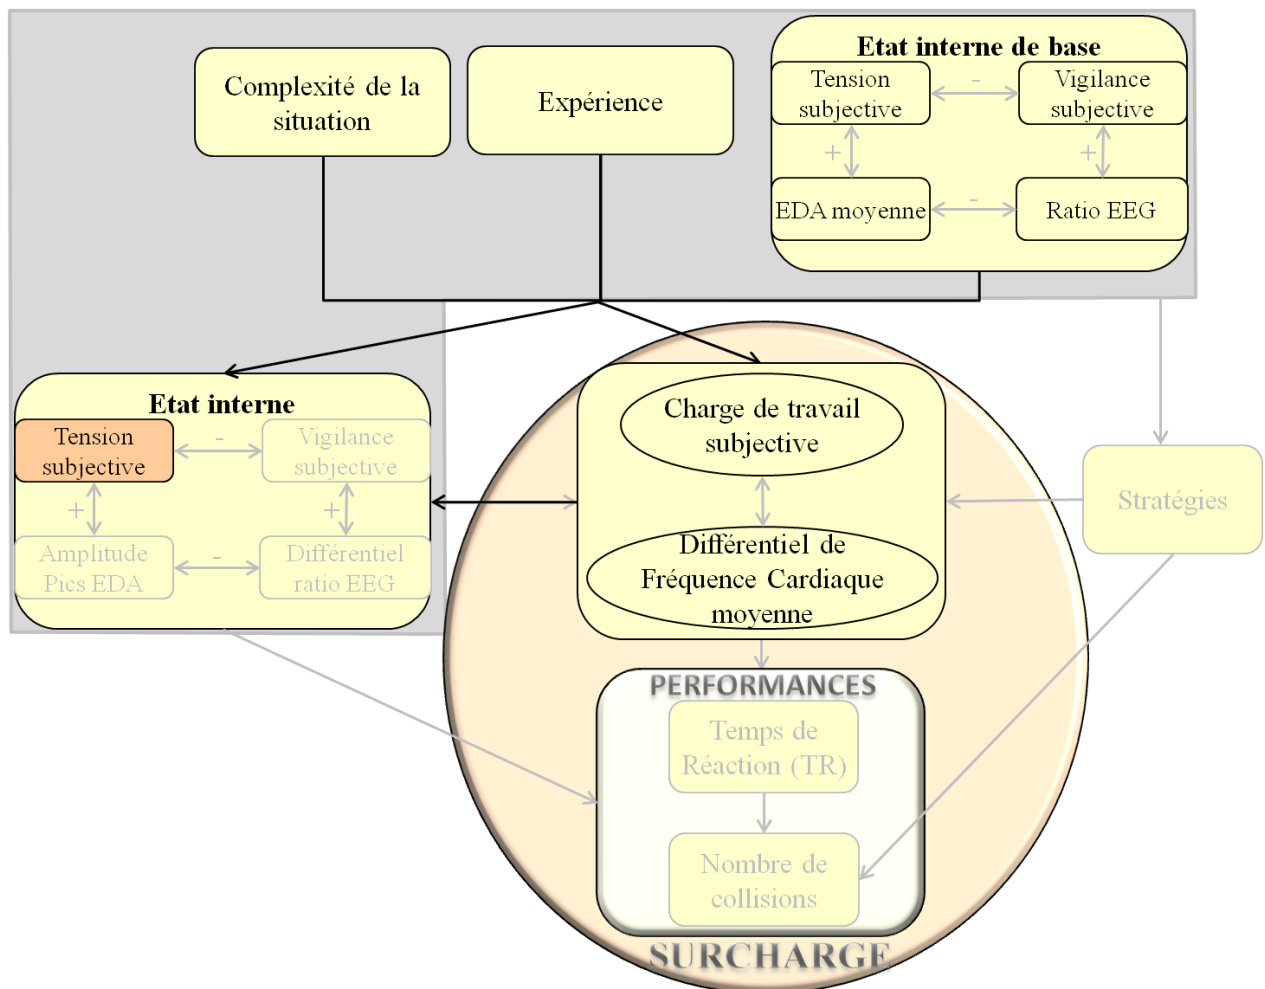 Complexité de la
situation
Expérience
Etat interne de base
Tension
subjective
-
Vigilance
subjective
+
+
EDA moyenne
-
Ratio EEG
Etat interne
Tension
subjective
-
Vigilance
subjective
+
+
Amplitude
Pics EDA
-
Différentiel
ratio EEG
Charge de travail
subjective
Différentiel de
Fréquence Cardiaque
moyenne
Stratégies
PERFORMANCES
Temps de
Réaction (TR)
Nombre de
collisions
SURCHARGE